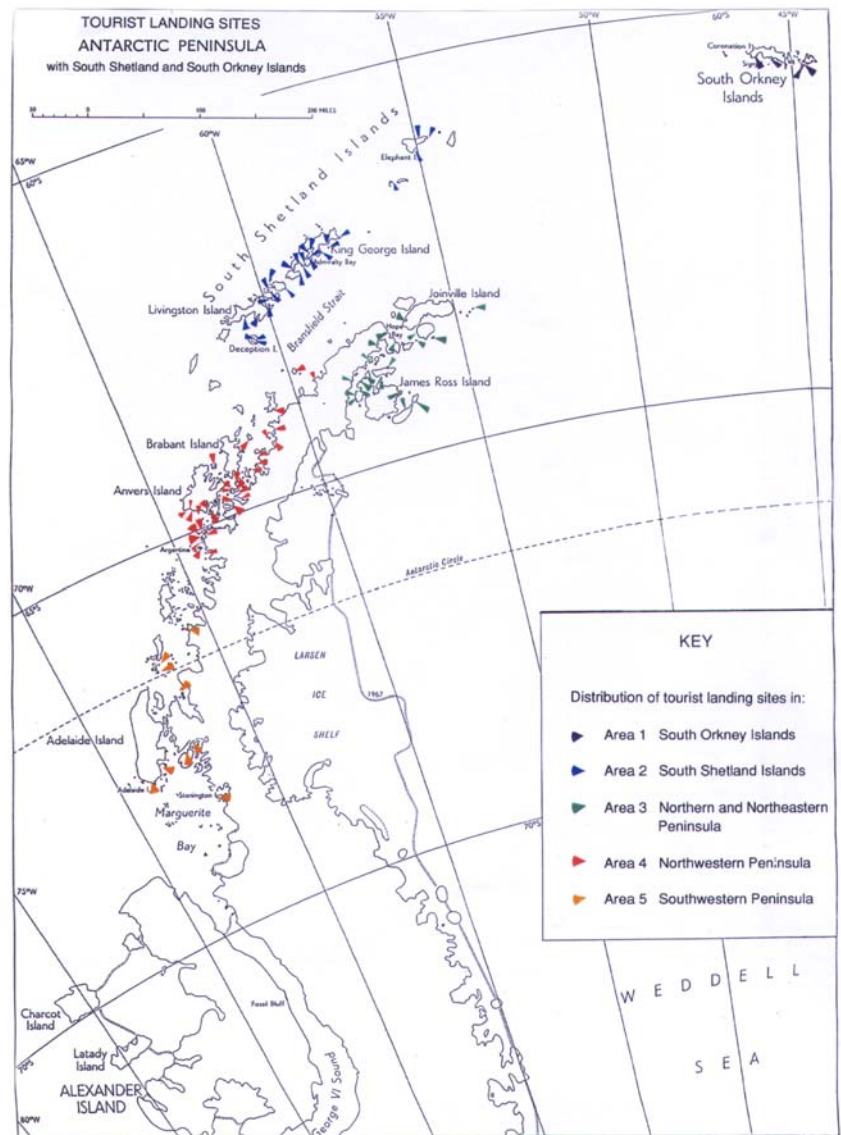 TOURIST LANDING SITES
ANTARCTIC PENINSULA
with South Shetland and South Orkney Islands
50
0
100
200 MILES
55°W
50°W
60°S
45°W
Coronation I.
South Orkney
Islands
60°W
65°W
60°S
South Shetland Islands
Elephant I.
King George Island
Admiralty Bay
Livingston Island
Bransfield Strait
Joinville Island
Hope
Bay
Deception I.
James Ross Island
Brabant Island
Anvers Island
Argentine
70°W
65°S
Antarctic Circle
LARSEN
ICE
SHELF
1967
Adelaide Island
Adelaide I.
Stonington I.
Marguerite
Bay
70°S
75°W
KEY
Distribution of tourist landing sites in:
Area 1 South Orkney Islands
Area 2 South Shetland Islands
Area 3 Northern and Northeastern
Peninsula
Area 4 Northwestern Peninsula
Area 5 Southwestern Peninsula
WEDDELL
SEA
Fossil Bluff
Charcot
Island
Latady
Island
70°S
ALEXANDER
ISLAND
George VI Sound
80°W